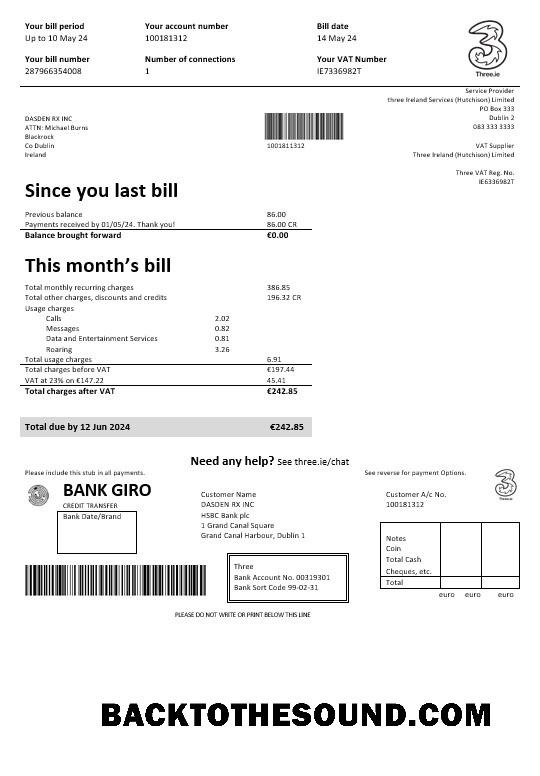 Your bill period Your account number Bill date
Up to 10 May 24 100181312 14 May 24
Your bill number Number of connections Your VAT Number
287966354008 1 IE7336982T
Three.ie
Service Provider
three Ireland Services (Hutchison) Limited
PO Box 333
Dublin 2
083 333 3333
VAT Supplier
Three Ireland (Hutchison) Limited
Three VAT Reg. No.
IE6336982T
DASDEN RX INC
ATTN: Michael Burns
Blackrock
Co Dublin
Ireland
1001811312
Since you last bill
Previous balance 86.00
Payments received by 01/05/24. Thank you! 86.00 CR
Balance brought forward €0.00
This month’s bill
Total monthly recurring charges 386.85
Total other charges, discounts and credits 196.32 CR
Usage charges
Calls 2.02
Messages 0.82
Data and Entertainment Services 0.81
Roaring 3.26
Total usage charges 6.91
Total charges before VAT €197.44
VAT at 23% on €147.22 45.41
Total charges after VAT €242.85
Total due by 12 Jun 2024 €242.85
Need any help? See three.ie/chat
Please include this stub in all payments. See reverse for payment Options.
BANK GIRO
CREDIT TRANSFER
Bank Date/Brand
Customer Name
DASDEN RX INC
HSBC Bank plc
1 Grand Canal Square
Grand Canal Harbour, Dublin 1
Customer A/c No.
100181312
Three
Bank Account No. 00319301
Bank Sort Code 99-02-31
Notes
Coin
Total Cash
Cheques, etc.
Total
euro euro euro
PLEASE DO NOT WRITE OR PRINT BELOW THIS LINE
BACKTOTHESOUND.COM